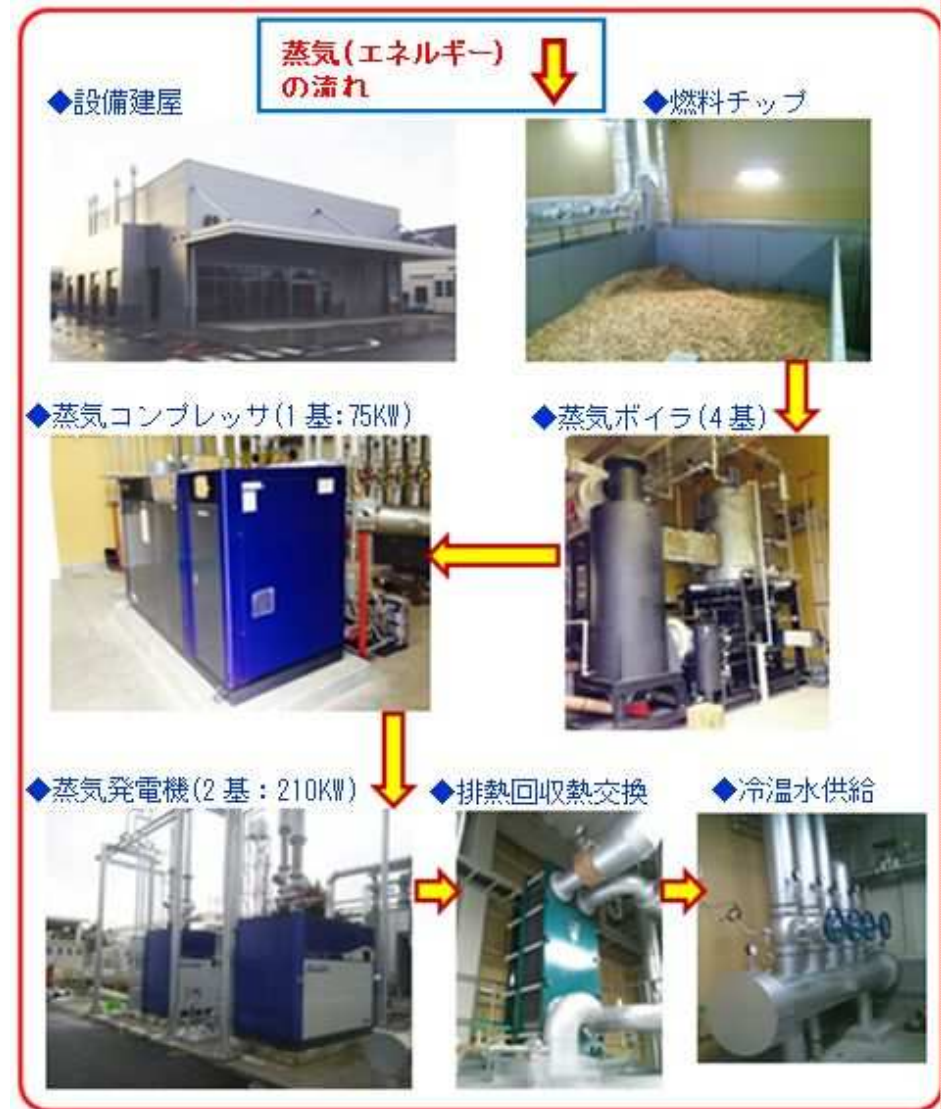 蒸気(エネルギー)
の流れ
◆設備建屋
◆燃料チップ
◆蒸気コンプレッサ(1基:75KW)
◆蒸気ボイラ(4基)
◆蒸気発電機(2基:210KW)
◆排熱回収熱交換
◆冷温水供給